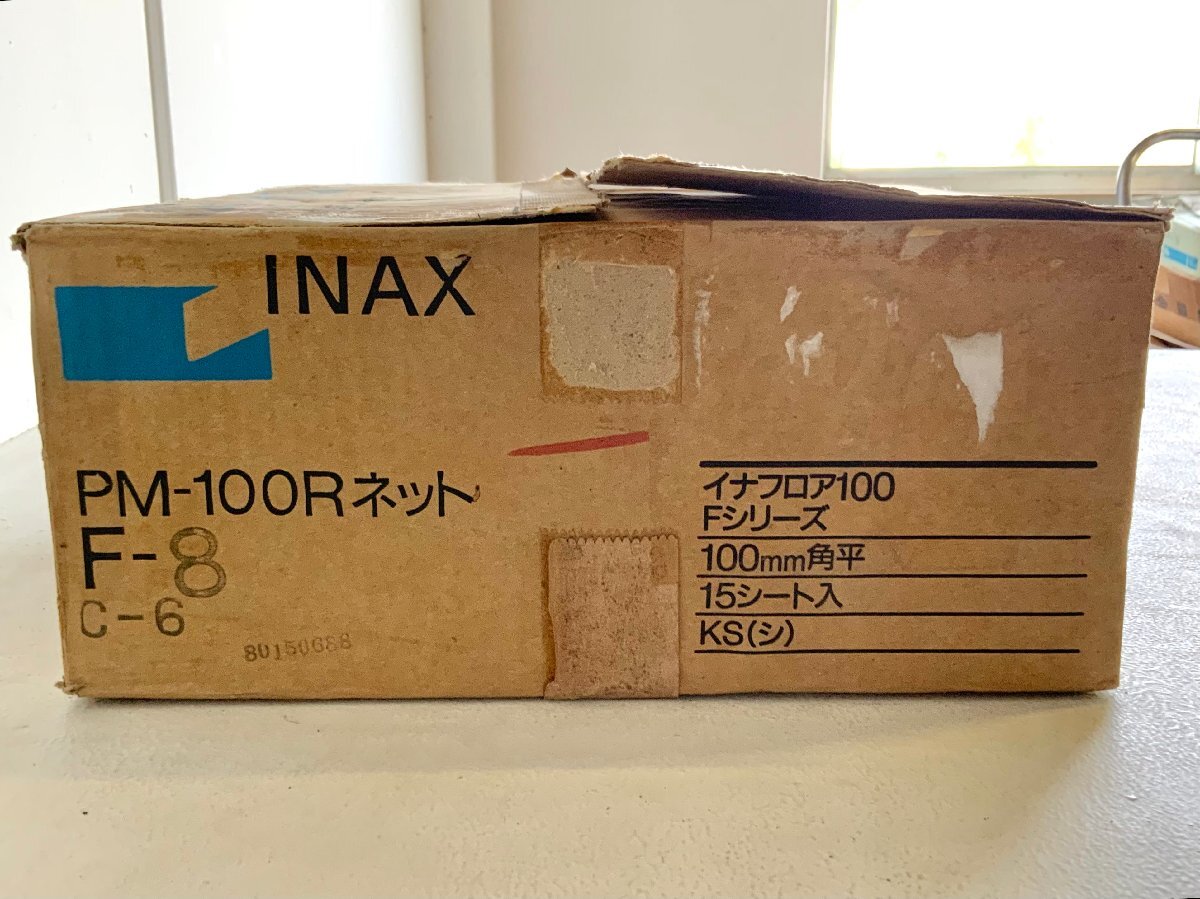 INAX
PM-100Rネット
F-8
C-6
80150688
イナフロア100
Fシリーズ
100mm角平
15シート入
KS(シ)